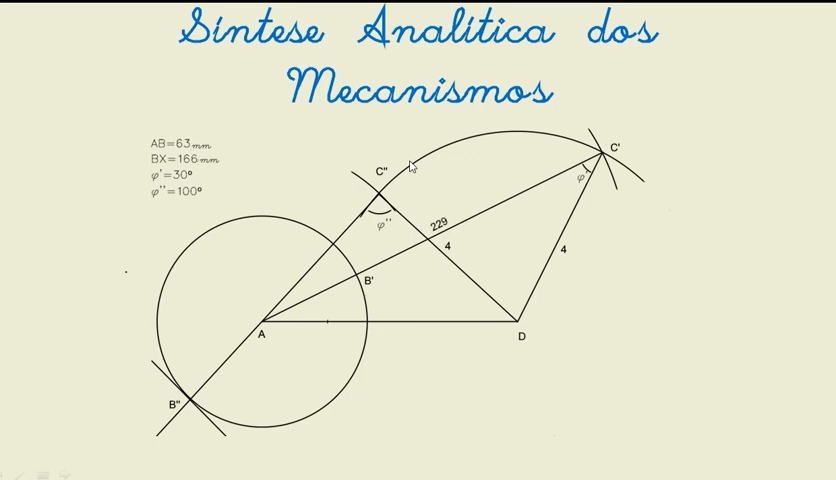 Síntese Analítica dos
Mecanismos
AB=63mm
BX=166mm
φ'=30º
φ''=100º
C'
C''
φ'
φ''
229
4
4
B'
A
D
B''